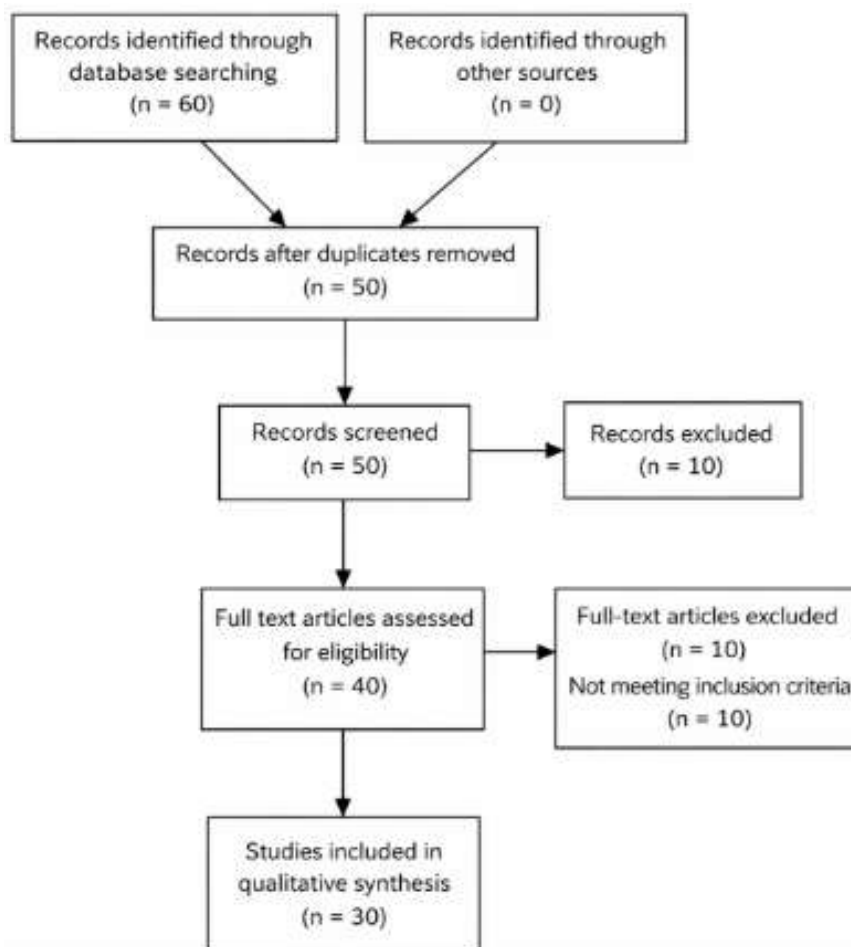 Records identified through
database searching
(n = 60)
Records identified through
other sources
(n = 0)
Records after duplicates removed
(n = 50)
Records screened
(n = 50)
Records excluded
(n = 10)
Full text articles assessed
for eligibility
(n = 40)
Full-text articles excluded
(n = 10)
Not meeting inclusion criteria
(n = 10)
Studies included in
qualitative synthesis
(n = 30)